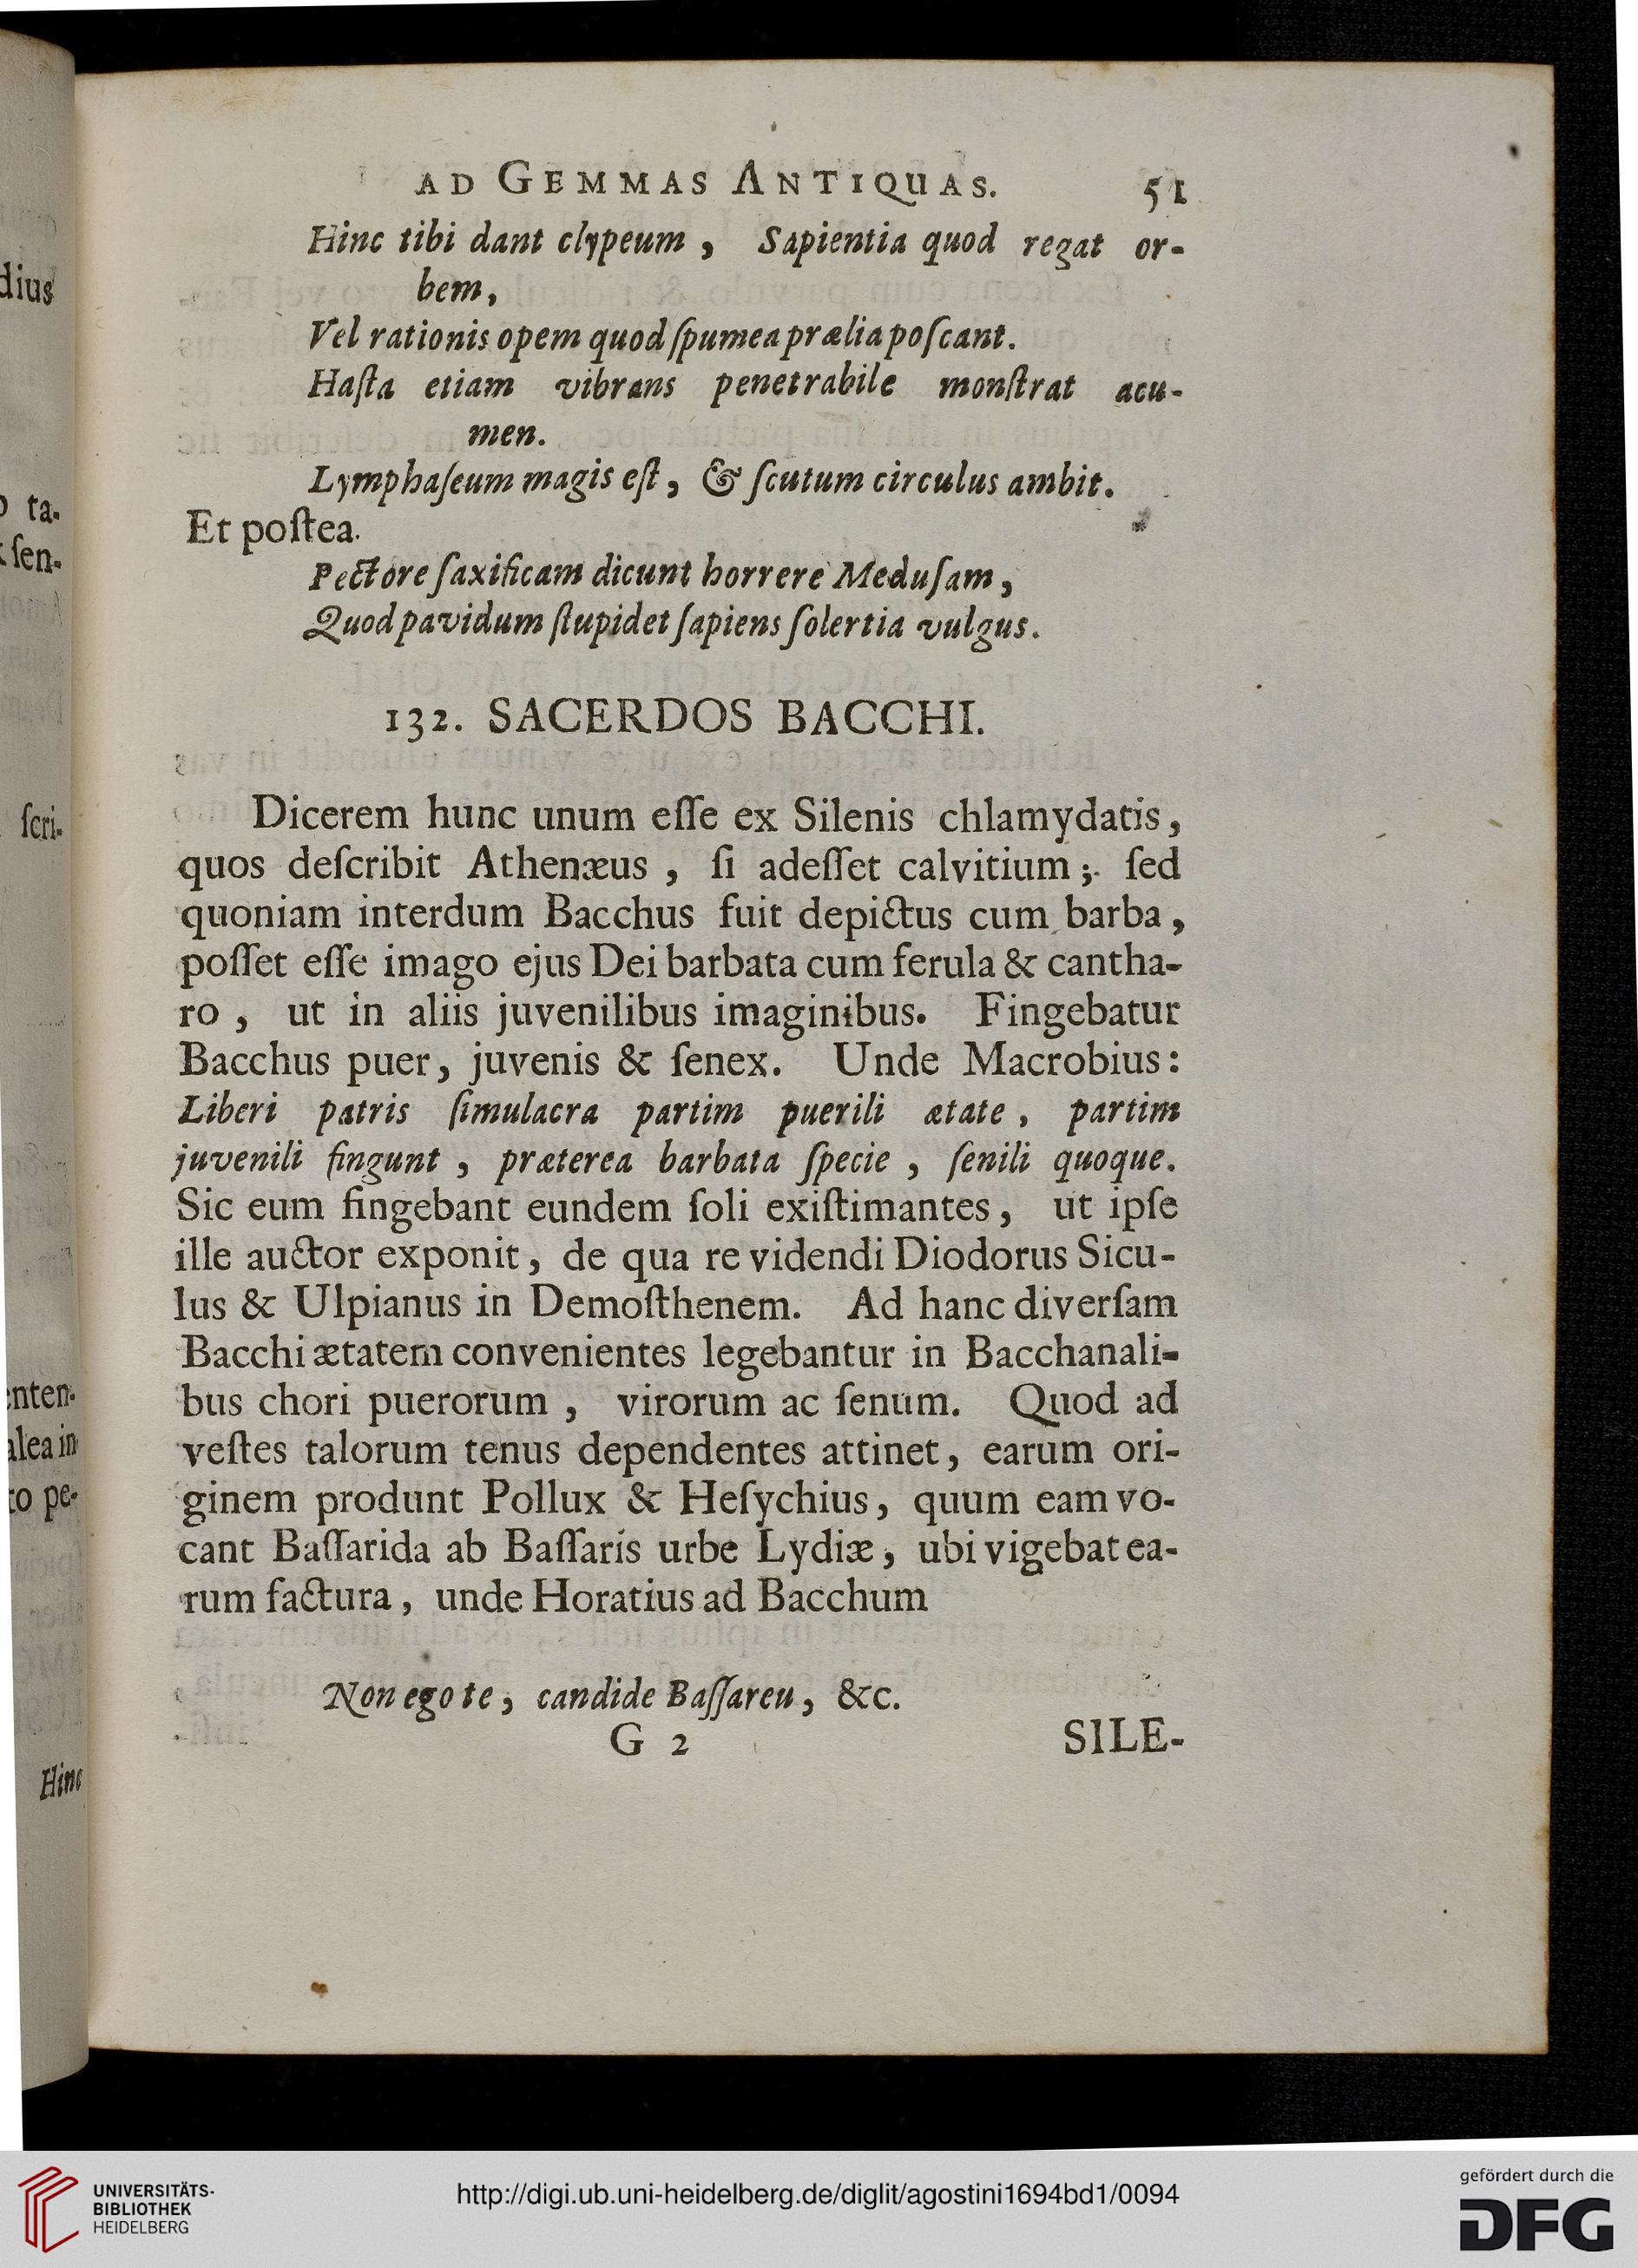 AD GEMMAS ANTIQUAS. 51
Hinc tibi dant clypeum, Sapientia quod regat or-
bem,
Vel rationis opem quod ſpumea prælia poſcant.
Haſta etiam vibrans penetrabile monſtrat acu-
men.
Lymphaſeum magis eſt, & ſcutum circulus ambit.
Et poſtea.
Pectore ſaxificam dicunt horrere Meduſam,
Quod pavidum ſtupidet ſapiens ſolertia vulgus.
132. SACERDOS BACCHI.
Dicerem hunc unum eſſe ex Silenis chlamydatis,
quos deſcribit Athenæus, ſi adeſſet calvitium; ſed
quoniam interdum Bacchus fuit depictus cum barba,
poſſet eſſe imago ejus Dei barbata cum ferula & cantha-
ro, ut in aliis juvenilibus imaginibus. Fingebatur
Bacchus puer, juvenis & ſenex. Unde Macrobius:
Liberi patris ſimulacra partim puerili ætate, partim
juvenili fingunt, præterea barbata ſpecie, ſenili quoque.
Sic eum fingebant eundem ſoli exiſtimantes, ut ipſe
ille auctor exponit, de qua re videndi Diodorus Sicu-
lus & Ulpianus in Demoſthenem. Ad hanc diverſam
Bacchi ætatem convenientes legebantur in Bacchanali-
bus chori puerorum, virorum ac ſenum. Quod ad
veſtes talorum tenus dependentes attinet, earum ori-
ginem produnt Pollux & Heſychius, quum eam vo-
cant Baſſarida ab Baſſaris urbe Lydiæ, ubi vigebat ea-
rum factura, unde Horatius ad Bacchum
Non ego te, candide Baſſareu, &c.
G 2 SILE-
dius
ta-
ſen-
ſcri-
nten-
lea in
to pe-
Hinc
UNIVERSITÄTS-
BIBLIOTHEK
HEIDELBERG
http://digi.ub.uni-heidelberg.de/diglit/agostini1694bd1/0094
gefördert durch die
DFG